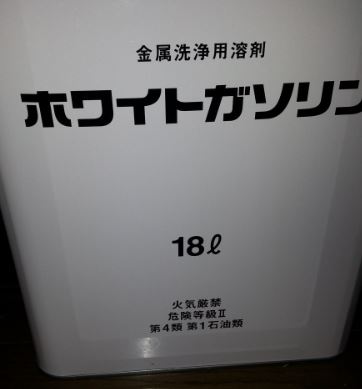 金属洗浄用溶剤
ホワイトガソリン
18ℓ
火気厳禁
危険等級Ⅱ
第4類 第1石油類